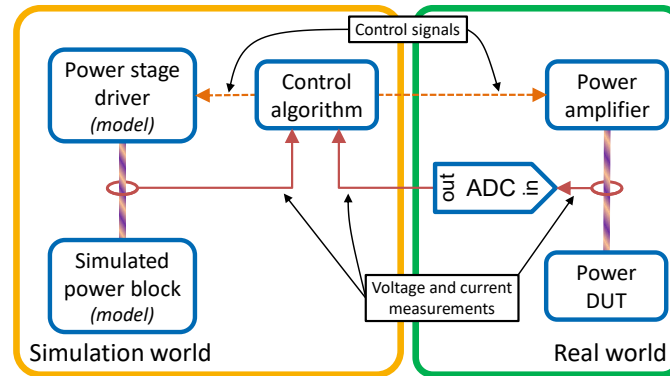 Control signals
Power stage
driver
(model)
Control
algorithm
Power
amplifier
out
ADC
in
Simulated
power block
(model)
Voltage and current
measurements
Power
DUT
Simulation world
Real world